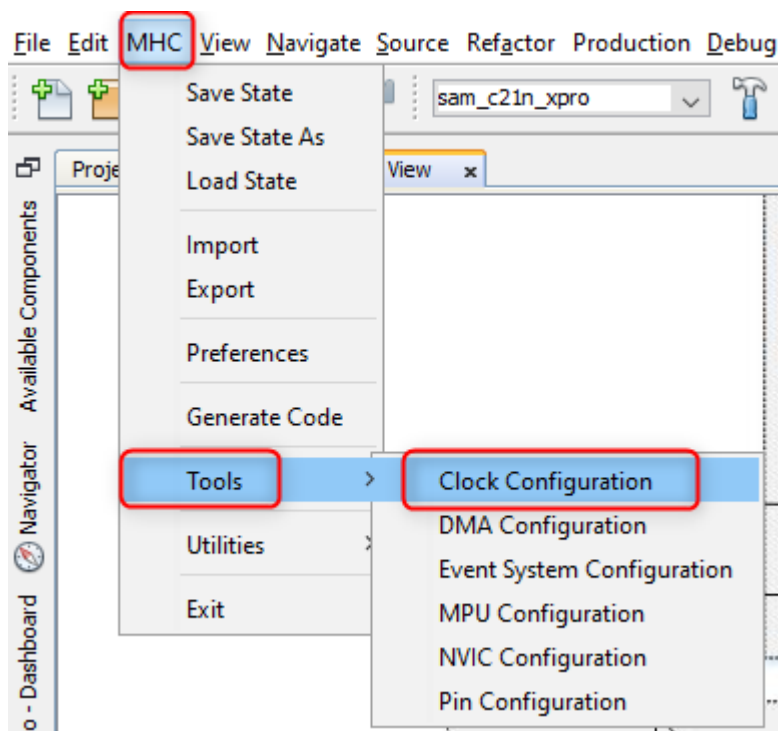 File Edit MHC View Navigate Source Refactor Production Debug
Save State
sam_c21n_xpro
Save State As
Proje
View x
Load State
Import
Export
Preferences
Generate Code
Tools >
Clock Configuration
DMA Configuration
Event System Configuration
MPU Configuration
NVIC Configuration
Pin Configuration
Utilities
Exit
Available Components
Navigator
o - Dashboard